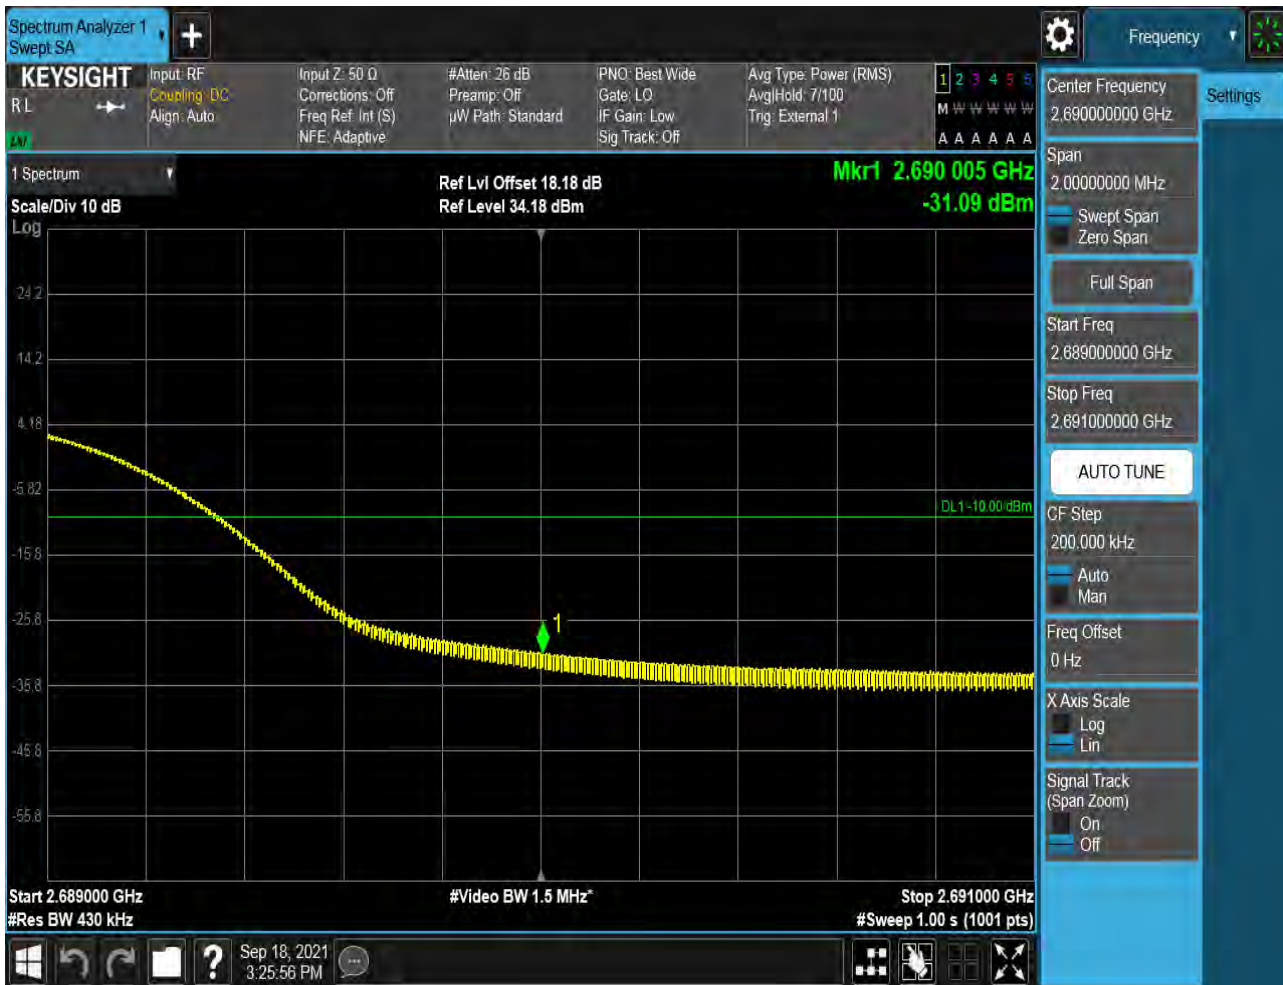 Spectrum Analyzer 1
Swept SA
Frequency
KEYSIGHT
R L
Input: RF
Coupling: DC
Align: Auto
Input Z: 50 Ω
Corrections: Off
Freq Ref: Int (S)
NFE: Adaptive
#Atten: 26 dB
Preamp: Off
µW Path: Standard
PNO: Best Wide
Gate: LO
IF Gain: Low
Sig Track: Off
Avg Type: Power (RMS)
Avg|Hold: 7/100
Trig: External 1
1 2 3 4 5 6
M W W W W W
A A A A A A
1 Spectrum
Scale/Div 10 dB
Log
Ref Lvl Offset 18.18 dB
Ref Level 34.18 dBm
Mkr1 2.690 005 GHz
-31.09 dBm
24.2
14.2
4.18
-5.82
-15.8
-25.8
-35.8
-45.8
-55.8
DL1 -10.00 dBm
1
Start 2.689000 GHz
#Res BW 430 kHz
#Video BW 1.5 MHz*
Stop 2.691000 GHz
#Sweep 1.00 s (1001 pts)
Center Frequency
2.690000000 GHz
Settings
Span
2.00000000 MHz
Swept Span
Zero Span
Full Span
Start Freq
2.689000000 GHz
Stop Freq
2.691000000 GHz
AUTO TUNE
CF Step
200.000 kHz
Auto
Man
Freq Offset
0 Hz
X Axis Scale
Log
Lin
Signal Track
(Span Zoom)
On
Off
?
Sep 18, 2021
3:25:56 PM